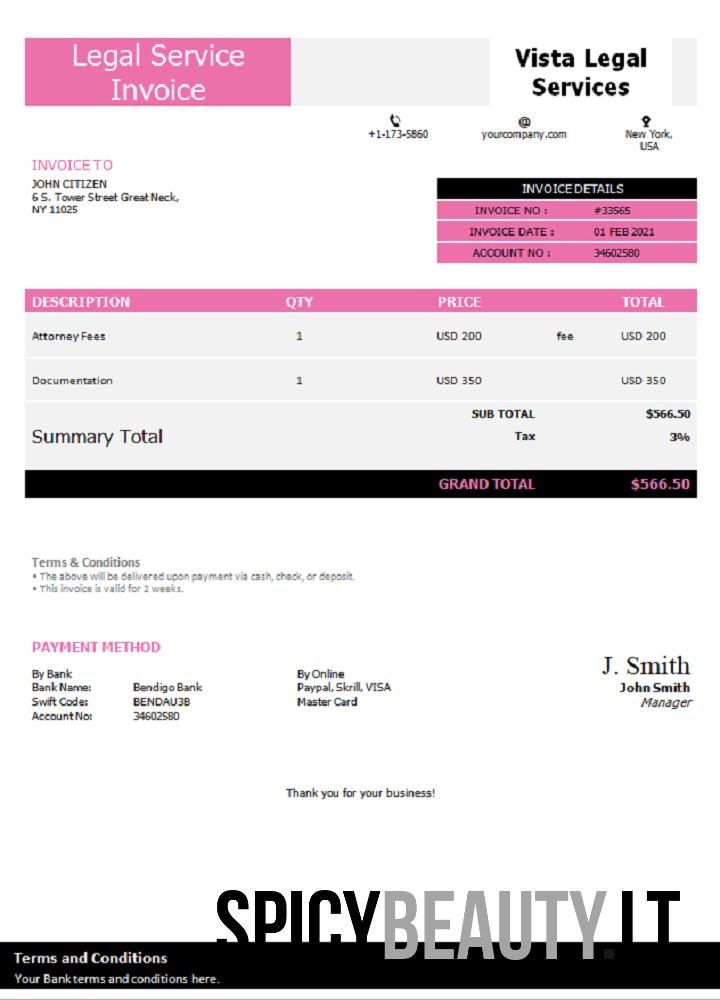 Legal Service
Invoice
Vista Legal
Services
+1-173-5860
@
yourcompany.com
New York,
USA
INVOICE TO
JOHN CITIZEN
6 S. Tower Street Great Neck,
NY 11025
INVOICE DETAILS
INVOICE NO : #33565
INVOICE DATE : 01 FEB 2021
ACCOUNT NO : 34602580
DESCRIPTION QTY PRICE TOTAL
Attorney Fees 1 USD 200 fee USD 200
Documentation 1 USD 350 USD 350
SUB TOTAL $566.50
Summary Total
Tax 3%
GRAND TOTAL $566.50
Terms & Conditions
• The above will be delivered upon payment via cash, check, or deposit.
• This invoice is valid for 2 weeks.
PAYMENT METHOD
By Bank
Bank Name: Bendigo Bank
Swift Code: BENDAU3B
Account No: 34602580
By Online
Paypal, Skrill, VISA
Master Card
J. Smith
John Smith
Manager
Thank you for your business!
SPICYBEAUTY.IT
Terms and Conditions
Your Bank terms and conditions here.